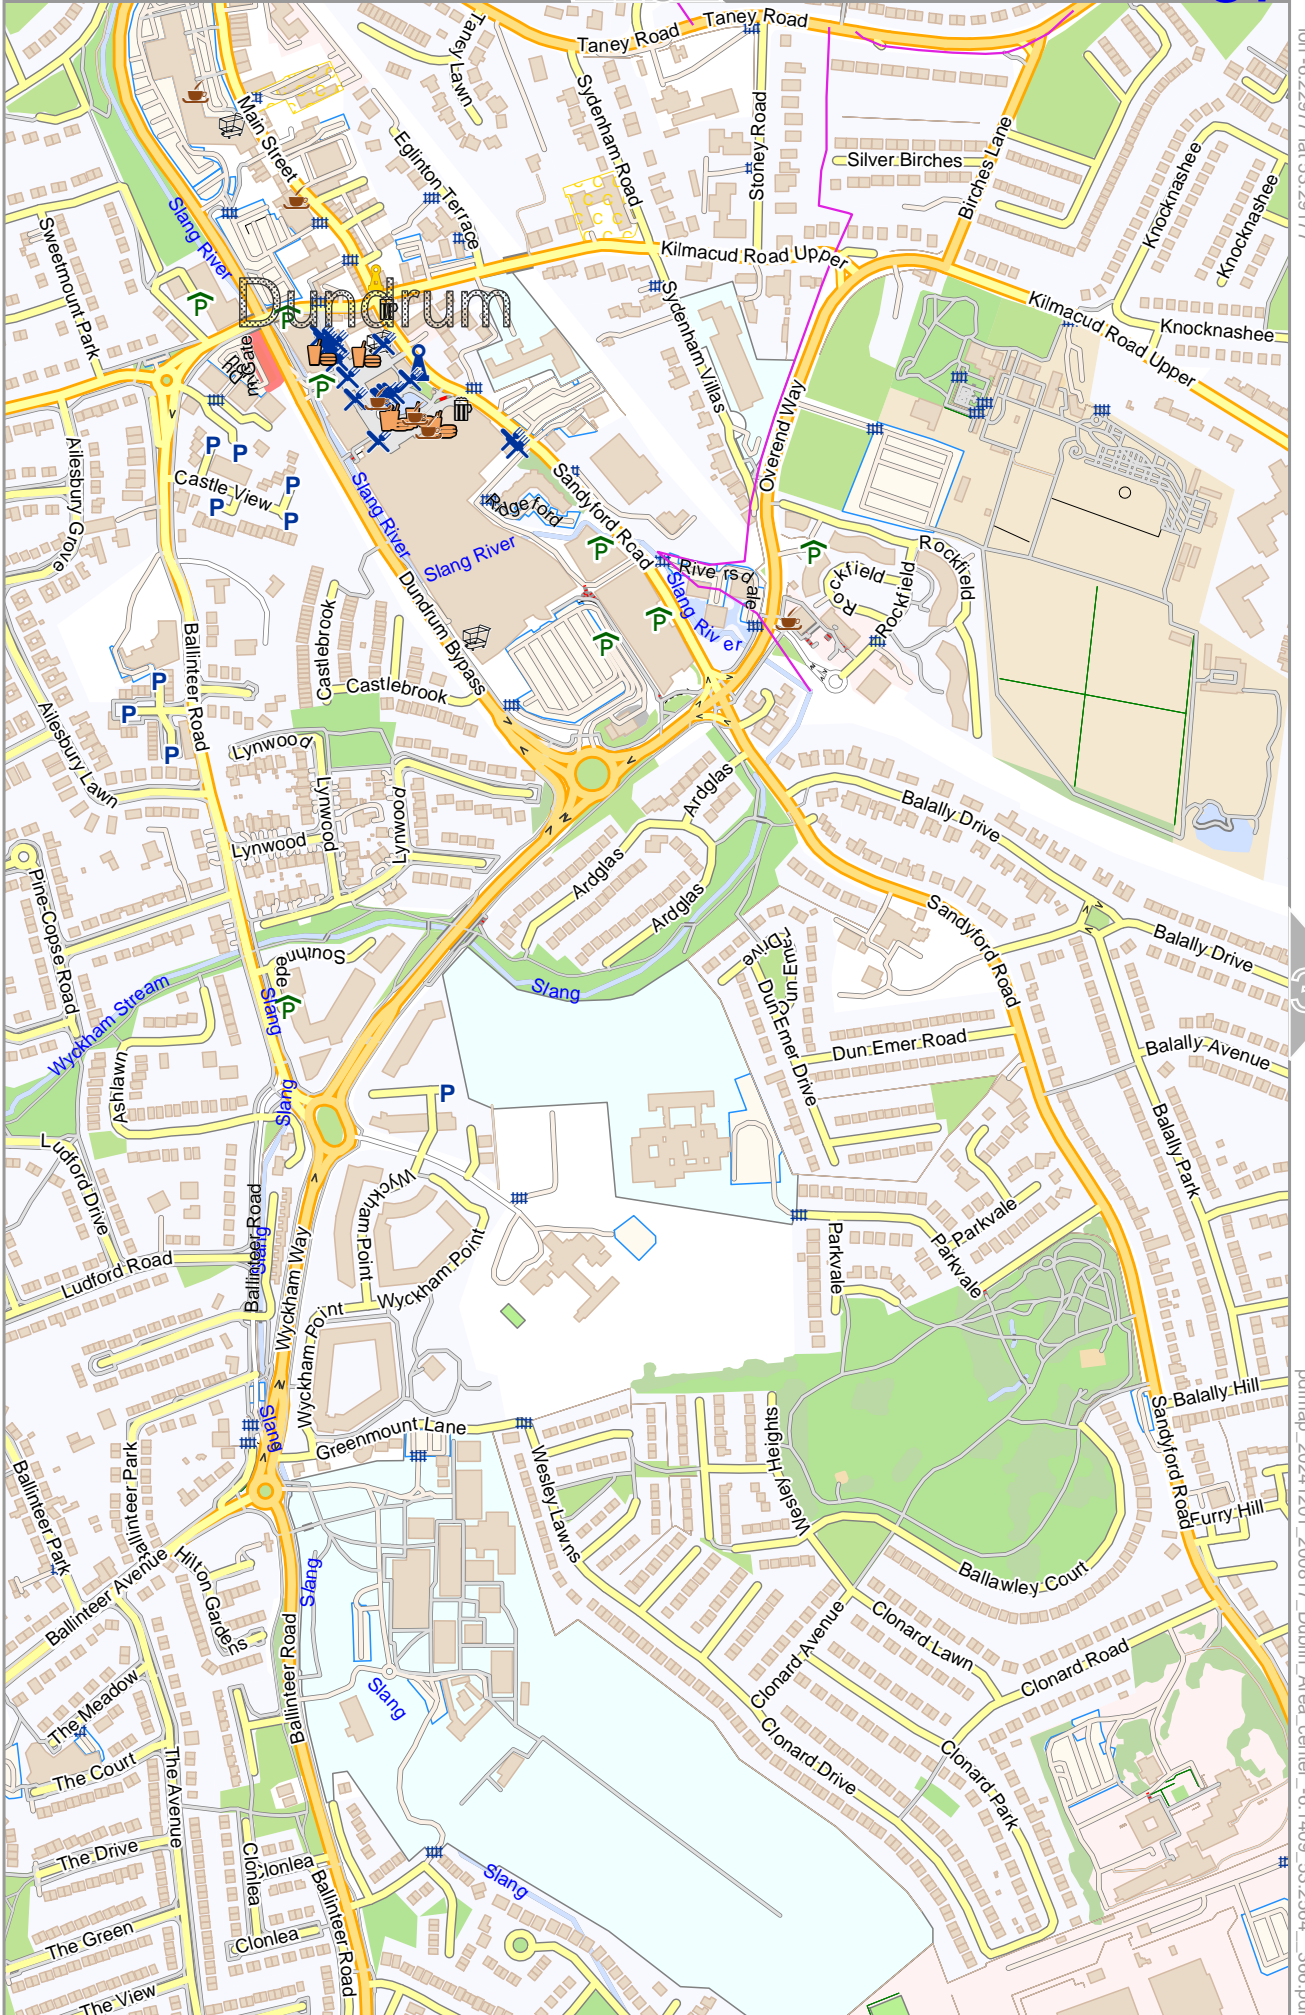 Taney Road
Taney Road
Taney Lawn
Main Street
Sydenham Road
Stoney Road
Eglinton Terrace
Silver Birches
Birches Lane
Knocknashee
Knocknashee
Slang River
Sweetmount Park
Kilmacud Road Upper
Sydenham Villas
Kilmacud Road Upper
Knocknashee
Dundrum
Overend Way
Ailesbury Grove
Castle View
P
P
P
P
P
Slang River
Ridgeford
Sandyford Road
Slang River
P
P
P
P
P
P
Rockfield
Rockfield
Rockfield
Riversdale
Slang River
Dundrum Bypass
Castlebrook
Castlebrook
Ballinteer Road
P
P
P
Ailesbury Lawn
Lynwood
Lynwood
Lynwood
Lynwood
Ardglas
Ardglas
Ardglas
Balally Drive
Pine-Copse Road
Sandyford Road
Balally Drive
Southmede
P
Slang
Slang
Wyckham Stream
Dun Emer Drive
Dun Emer Drive
Dun Emer Road
Balally Avenue
Ashlawn
Slang
P
Ludford Drive
Balally Park
Wyckham Point
Parkvale
Parkvale
Parkvale
Ballinteer Road
Slang
Wyckham Way
Ludford Road
Wyckham Point
Wyckham Point
Balally Hill
Slang
Greenmount Lane
Wesley Heights
Wesley Lawns
Sandyford Road
Ballinteer Park
Ballinteer Park
Furry Hill
Ballinteer Avenue
Hilton Gardens
Slang
Ballawley Court
Clonard Avenue
Clonard Lawn
Clonard Road
Ballinteer Road
Slang
The Meadow
The Court
The Avenue
Clonard Drive
Clonard Park
The Drive
Clonlea
Clonlea
Clonlea
Ballinteer Road
Slang
The Green
The View